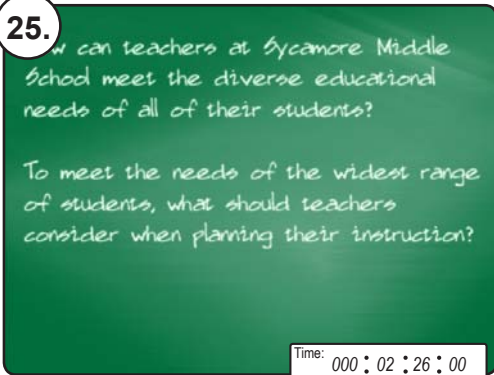 25.
w can teachers at Sycamore Middle
School meet the diverse educational
needs of all of their students?
To meet the needs of the widest range
of students, what should teachers
consider when planning their instruction?
Time: 000 : 02 : 26 : 00